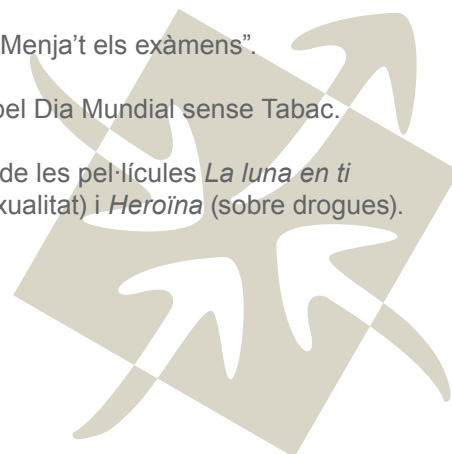 Menja’t els exàmens”.
pel Dia Mundial sense Tabac.
de les pel·lícules La luna en ti
xualitat) i Heroïna (sobre drogues).